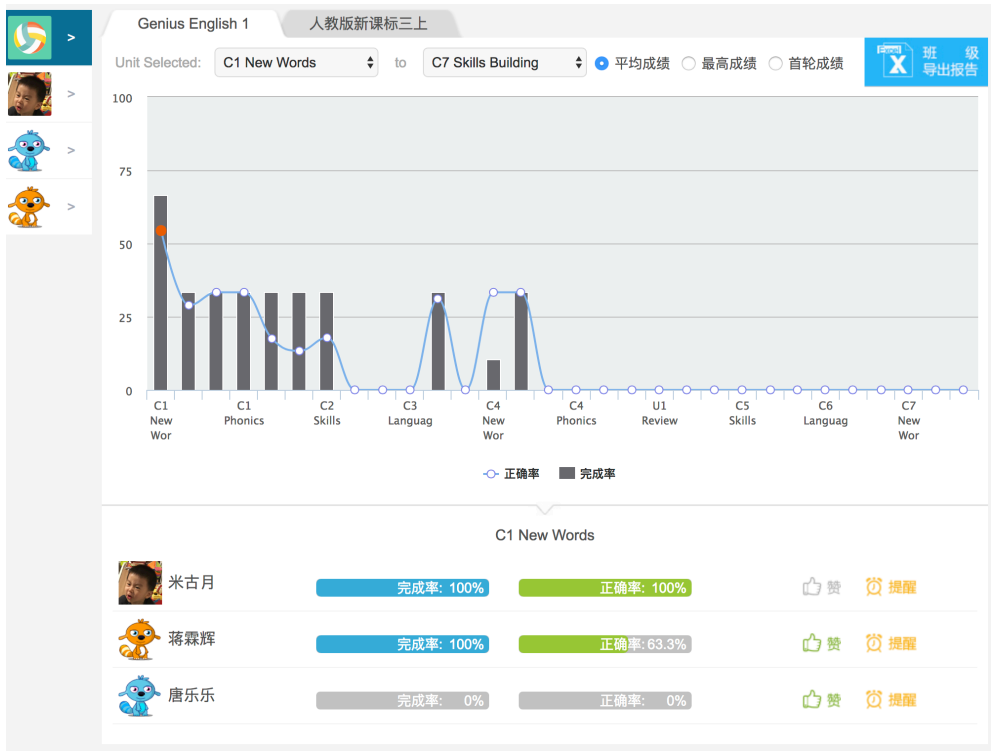 Genius English 1
人教版新课标三上
>
Unit Selected: C1 New Words to C7 Skills Building 平均成绩 最高成绩 首轮成绩
Excel X 班 级
导出报告
>
>
>
100
75
50
25
0
C1 New Wor
C1 Phonics
C2 Skills
C3 Languag
C4 New Wor
C4 Phonics
U1 Review
C5 Skills
C6 Languag
C7 New Wor
正确率 完成率
C1 New Words
米古月 完成率: 100% 正确率: 100% 赞 提醒
蒋霖辉 完成率: 100% 正确率: 63.3% 赞 提醒
唐乐乐 完成率: 0% 正确率: 0% 赞 提醒